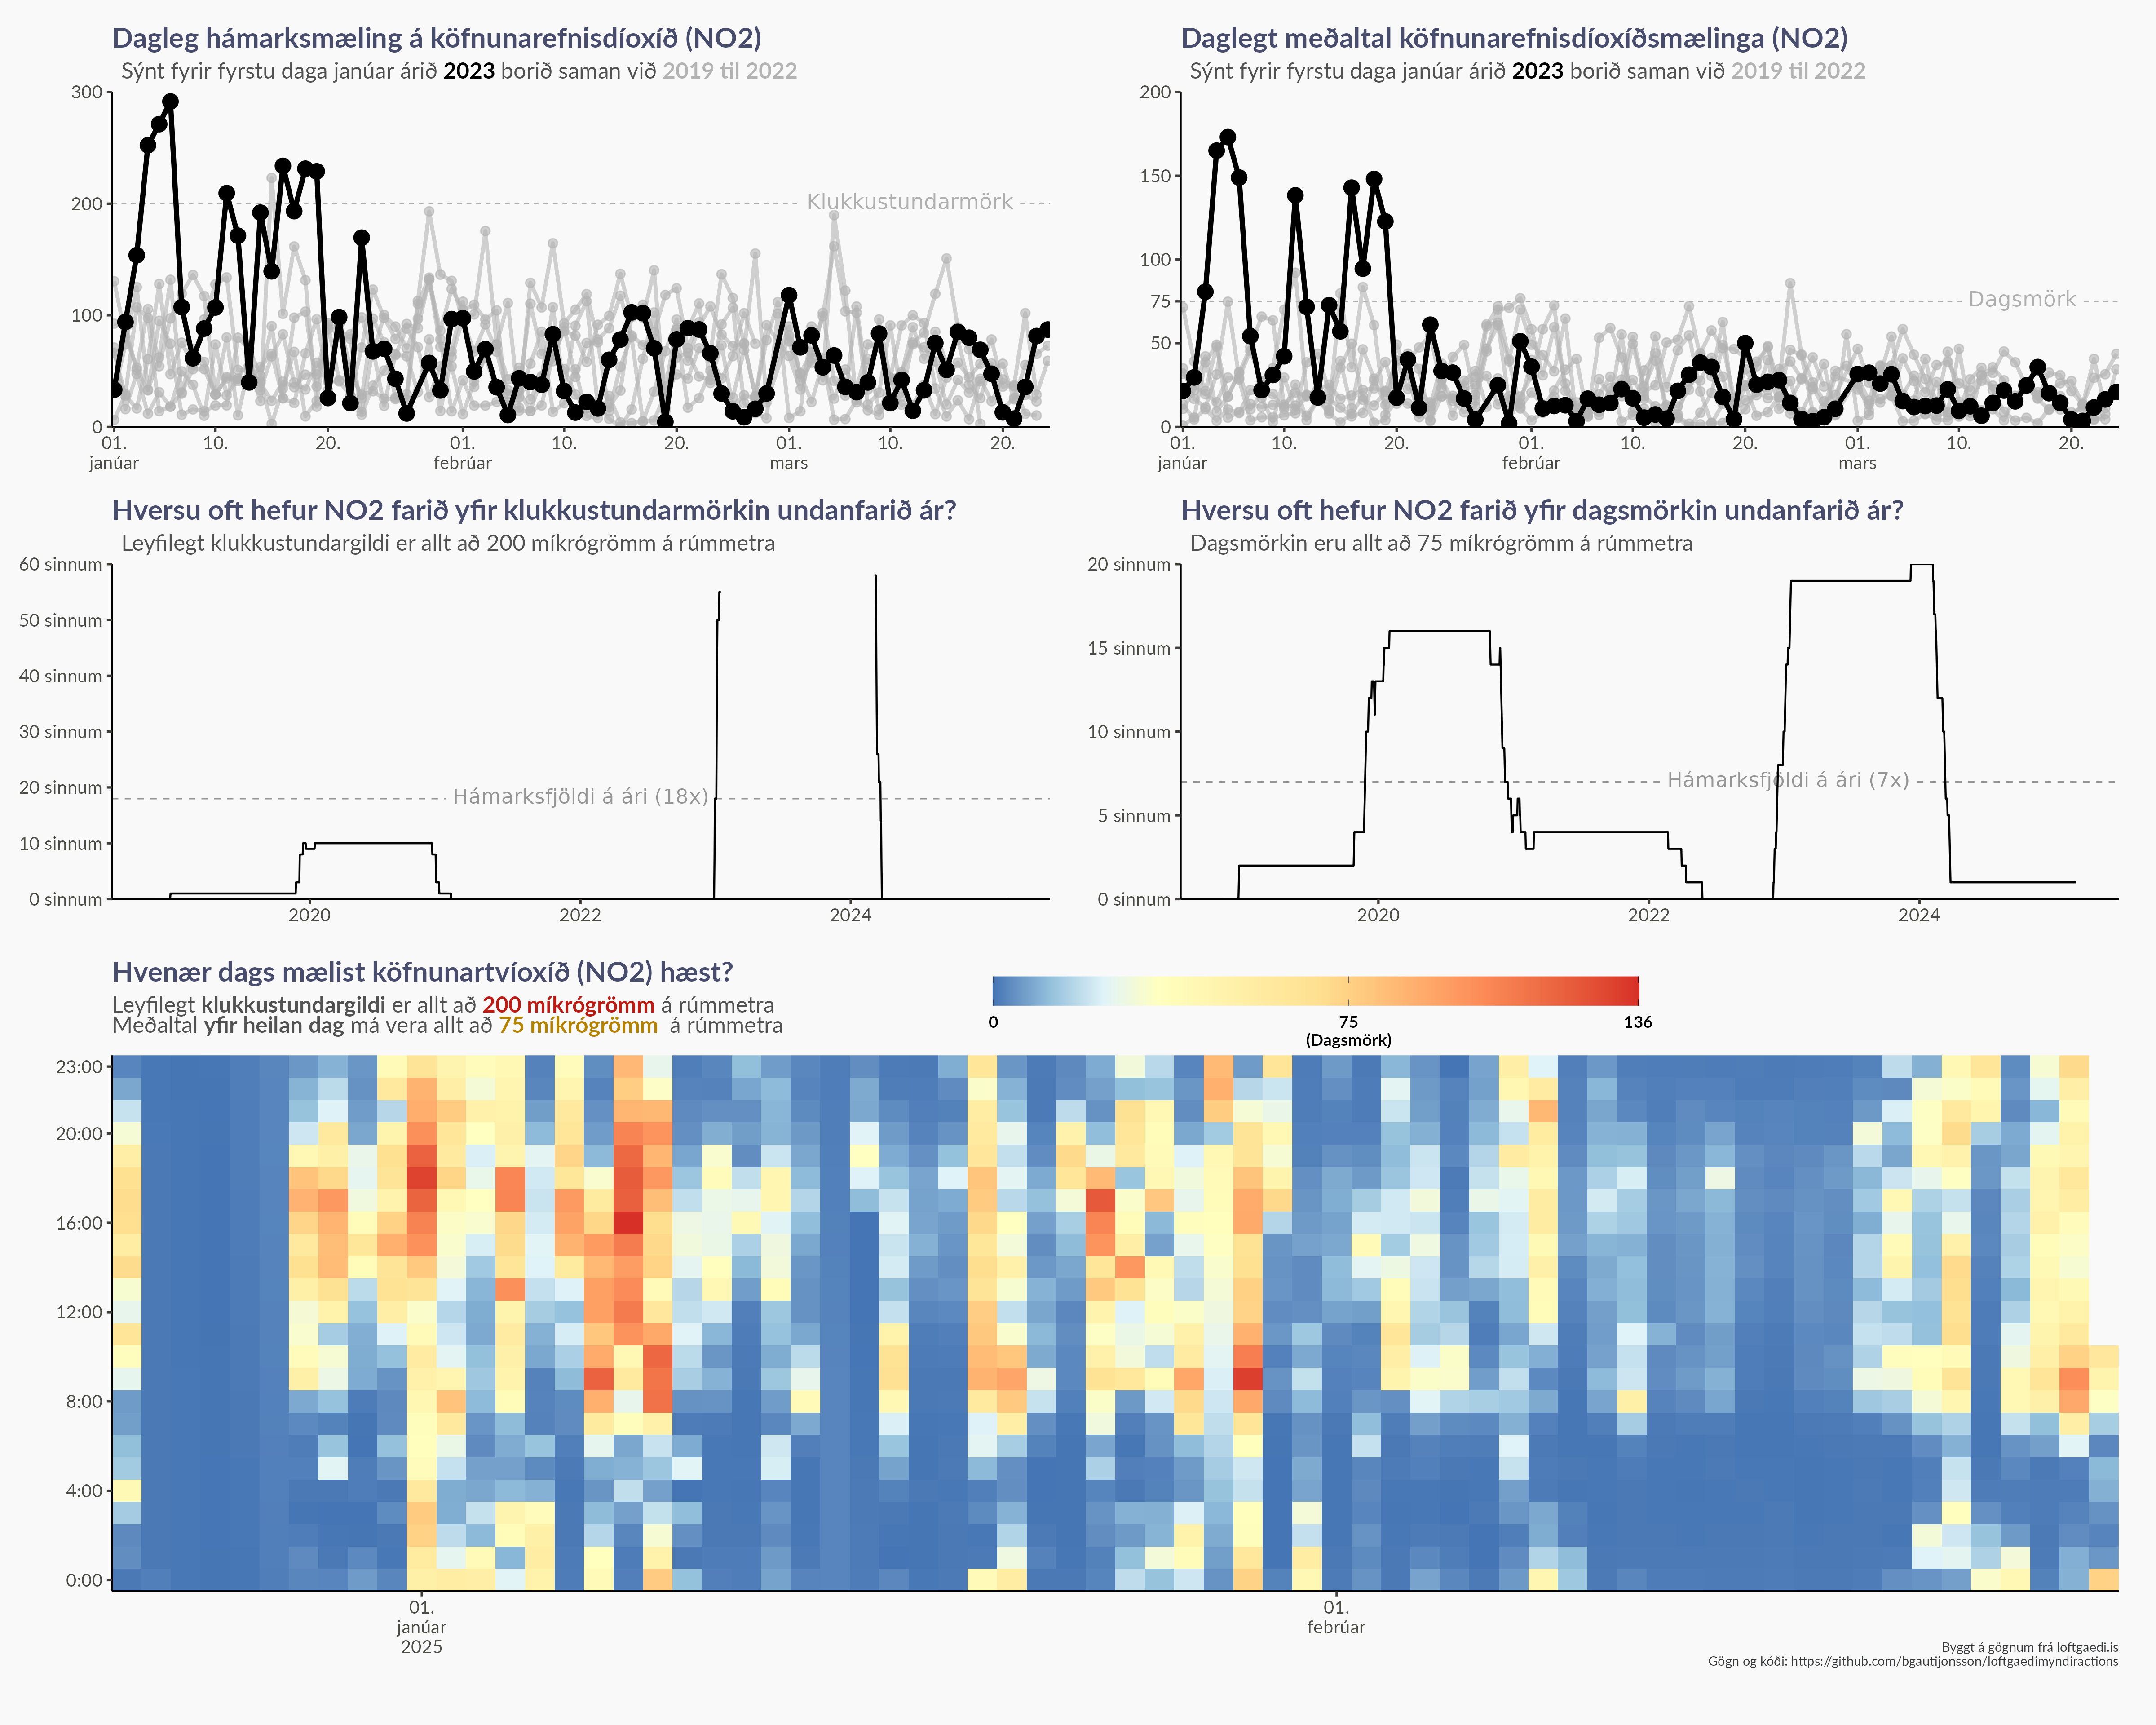 Dagleg hámarksmæling á köfnunarefnisdíoxíð (NO2)
Sýnt fyrir fyrstu daga janúar árið 2023 borið saman við 2019 til 2022
300
200
100
0
Klukkustundarmörk
01. 10. 20. 01. 10. 20. 01. 10. 20.
janúar febrúar mars
Daglegt meðaltal köfnunarefnisdíoxíðsmælinga (NO2)
Sýnt fyrir fyrstu daga janúar árið 2023 borið saman við 2019 til 2022
200
150
100
75
50
0
Dagsmörk
01. 10. 20. 01. 10. 20. 01. 10. 20.
janúar febrúar mars
Hversu oft hefur NO2 farið yfir klukkustundarmörkin undanfarið ár?
Leyfilegt klukkustundargildi er allt að 200 míkrógrömm á rúmmetra
60 sinnum
50 sinnum
40 sinnum
30 sinnum
20 sinnum
10 sinnum
0 sinnum
Hámarksfjöldi á ári (18x)
2020 2022 2024
Hversu oft hefur NO2 farið yfir dagsmörkin undanfarið ár?
Dagsmörkin eru allt að 75 míkrógrömm á rúmmetra
20 sinnum
15 sinnum
10 sinnum
5 sinnum
0 sinnum
Hámarksfjöldi á ári (7x)
2020 2022 2024
Hvenær dags mælist köfnunartvíoxíð (NO2) hæst?
Leyfilegt klukkustundargildi er allt að 200 míkrógrömm á rúmmetra
Meðaltal yfir heilan dag má vera allt að 75 míkrógrömm á rúmmetra
0 75 136
(Dagsmörk)
23:00
20:00
16:00
12:00
8:00
4:00
0:00
01. 01.
janúar febrúar
2025
Byggt á gögnum frá loftgaedi.is
Gögn og kóði: https://github.com/bgautijonsson/loftgaedimyndiractions